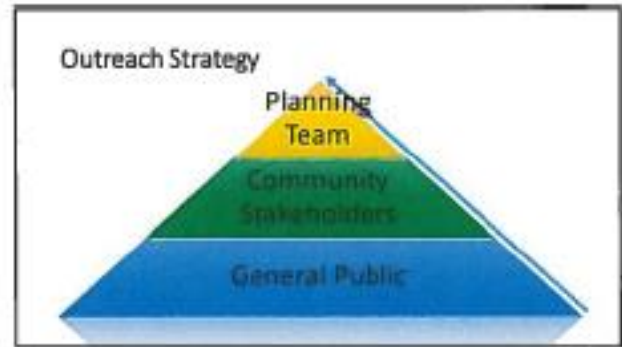 Outreach Strategy
Planning
Team
Community
Stakeholders
General Public